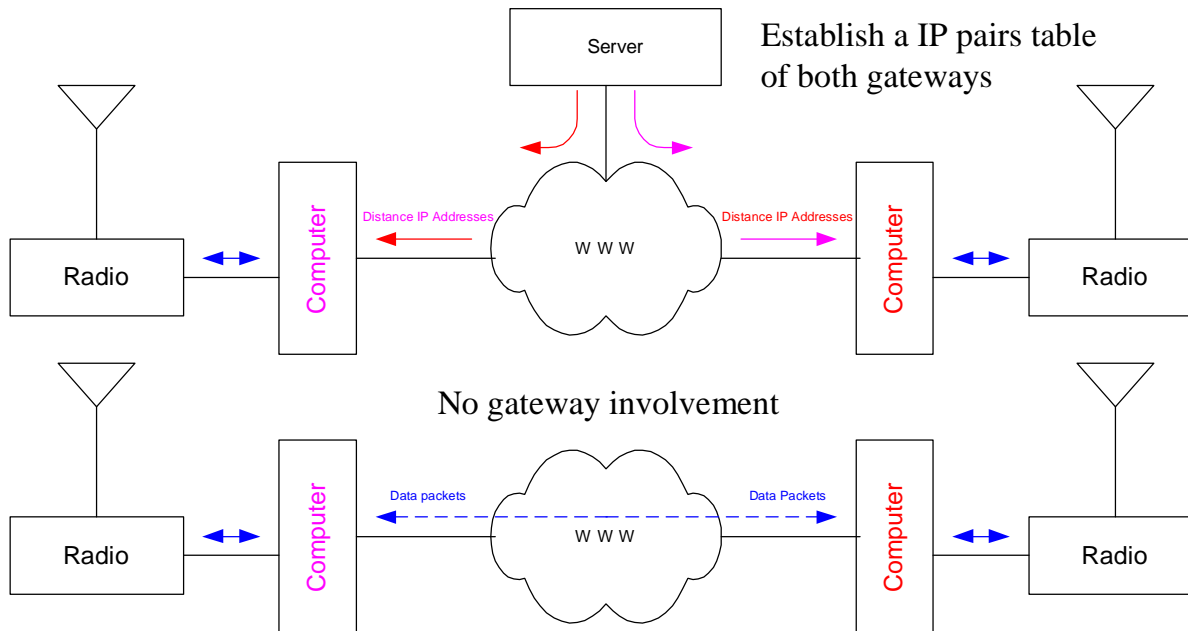 Server
Establish a IP pairs table
of both gateways
Computer
Distance IP Addresses
W W W
Distance IP Addresses
Computer
Radio
Radio
No gateway involvement
Computer
Data packets
W W W
Data Packets
Computer
Radio
Radio